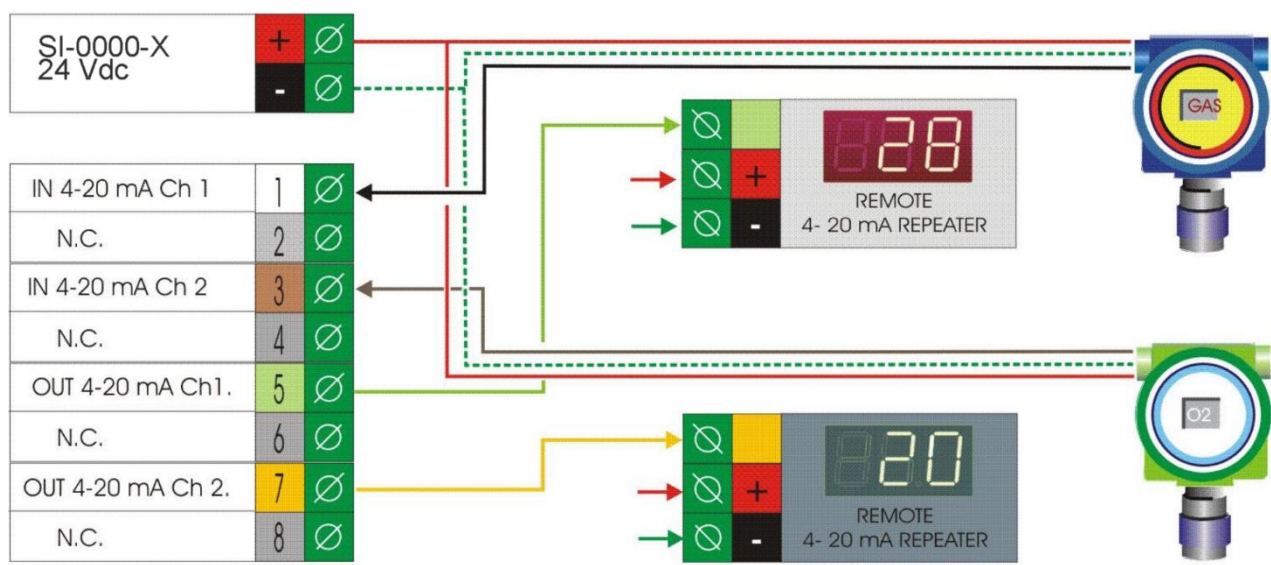 SI-0000-X
24 Vdc
+
-
GAS
28
+
REMOTE
4- 20 mA REPEATER
-
IN 4-20 mA Ch 1
1
N.C.
2
IN 4-20 mA Ch 2
3
N.C.
4
OUT 4-20 mA Ch1.
5
N.C.
6
OUT 4-20 mA Ch 2.
7
N.C.
8
O2
20
+
REMOTE
4- 20 mA REPEATER
-